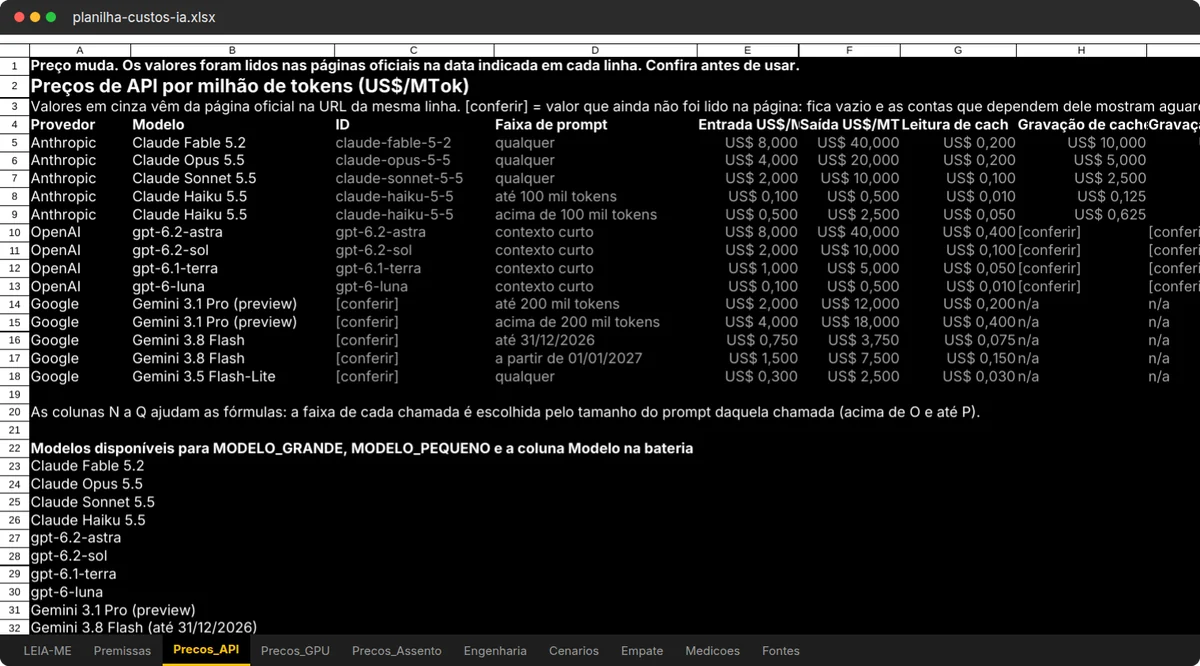 planilha-custos-ia.xlsx
A B C D E F G H
1 Preço muda. Os valores foram lidos nas páginas oficiais na data indicada em cada linha. Confira antes de usar.
2 Preços de API por milhão de tokens (US$/MTok)
3 Valores em cinza vêm da página oficial na URL da mesma linha. [conferir] = valor que ainda não foi lido na página: fica vazio e as contas que dependem dele mostram aguar
4 Provedor Modelo ID Faixa de prompt Entrada US$/M Saída US$/MT Leitura de cach Gravação de cache Gravaç
5 Anthropic Claude Fable 5.2 claude-fable-5-2 qualquer US$ 8,000 US$ 40,000 US$ 0,200 US$ 10,000
6 Anthropic Claude Opus 5.5 claude-opus-5-5 qualquer US$ 4,000 US$ 20,000 US$ 0,200 US$ 5,000
7 Anthropic Claude Sonnet 5.5 claude-sonnet-5-5 qualquer US$ 2,000 US$ 10,000 US$ 0,100 US$ 2,500
8 Anthropic Claude Haiku 5.5 claude-haiku-5-5 até 100 mil tokens US$ 0,100 US$ 0,500 US$ 0,010 US$ 0,125
9 Anthropic Claude Haiku 5.5 claude-haiku-5-5 acima de 100 mil tokens US$ 0,500 US$ 2,500 US$ 0,050 US$ 0,625
10 OpenAI gpt-6.2-astra gpt-6.2-astra contexto curto US$ 8,000 US$ 40,000 US$ 0,400 [conferir] [conferi
11 OpenAI gpt-6.2-sol gpt-6.2-sol contexto curto US$ 2,000 US$ 10,000 US$ 0,100 [conferir] [conferi
12 OpenAI gpt-6.1-terra gpt-6.1-terra contexto curto US$ 1,000 US$ 5,000 US$ 0,050 [conferir] [conferi
13 OpenAI gpt-6-luna gpt-6-luna contexto curto US$ 0,100 US$ 0,500 US$ 0,010 [conferir] [conferi
14 Google Gemini 3.1 Pro (preview) [conferir] até 200 mil tokens US$ 2,000 US$ 12,000 US$ 0,200 n/a n/a
15 Google Gemini 3.1 Pro (preview) [conferir] acima de 200 mil tokens US$ 4,000 US$ 18,000 US$ 0,400 n/a n/a
16 Google Gemini 3.8 Flash [conferir] até 31/12/2026 US$ 0,750 US$ 3,750 US$ 0,075 n/a n/a
17 Google Gemini 3.8 Flash [conferir] a partir de 01/01/2027 US$ 1,500 US$ 7,500 US$ 0,150 n/a n/a
18 Google Gemini 3.5 Flash-Lite [conferir] qualquer US$ 0,300 US$ 2,500 US$ 0,030 n/a n/a
19
20 As colunas N a Q ajudam as fórmulas: a faixa de cada chamada é escolhida pelo tamanho do prompt daquela chamada (acima de O e até P).
21
22 Modelos disponíveis para MODELO_GRANDE, MODELO_PEQUENO e a coluna Modelo na bateria
23 Claude Fable 5.2
24 Claude Opus 5.5
25 Claude Sonnet 5.5
26 Claude Haiku 5.5
27 gpt-6.2-astra
28 gpt-6.2-sol
29 gpt-6.1-terra
30 gpt-6-luna
31 Gemini 3.1 Pro (preview)
32 Gemini 3.8 Flash (até 31/12/2026)
LEIA-ME Premissas Precos_API Precos_GPU Precos_Assento Engenharia Cenarios Empate Medicoes Fontes